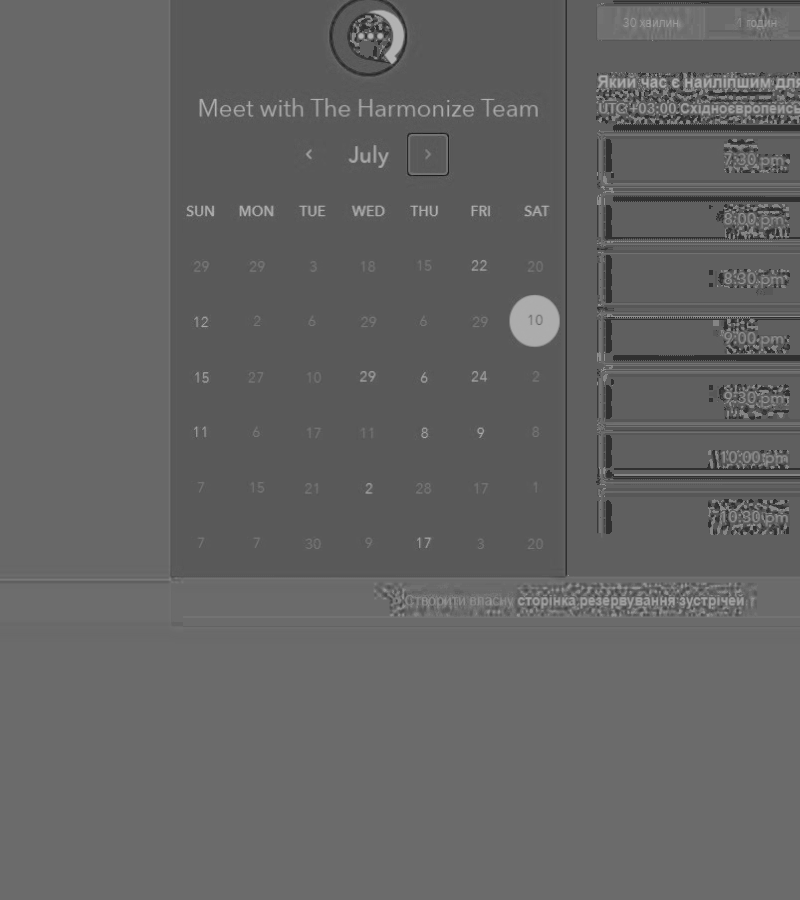 Meet with The Harmonize Team
July
SUN MON TUE WED THU FRI SAT
29 29 3 18 15 22 20
12 2 6 29 6 29 10
15 27 10 29 6 24 2
11 6 17 11 8 9 8
7 15 21 2 28 17 1
7 7 30 9 17 3 20
30 хвилин 1 годин
Який час є найліпшим для
UTC+03:00 Східноєвропейсь
7:30 pm
8:00 pm
8:30 pm
9:00 pm
9:30 pm
10:00 pm
10:30 pm
Створити власну сторінка резервування зустрічей